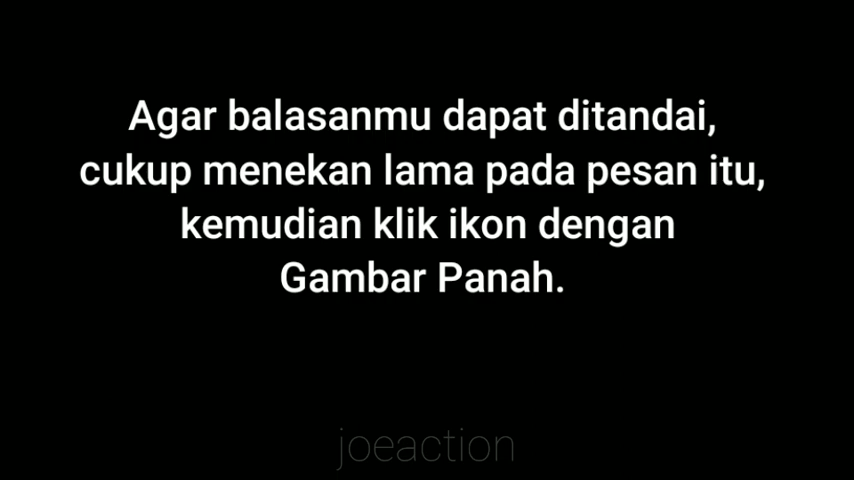 Agar balasanmu dapat ditandai,
cukup menekan lama pada pesan itu,
kemudian klik ikon dengan
Gambar Panah.
joeaction